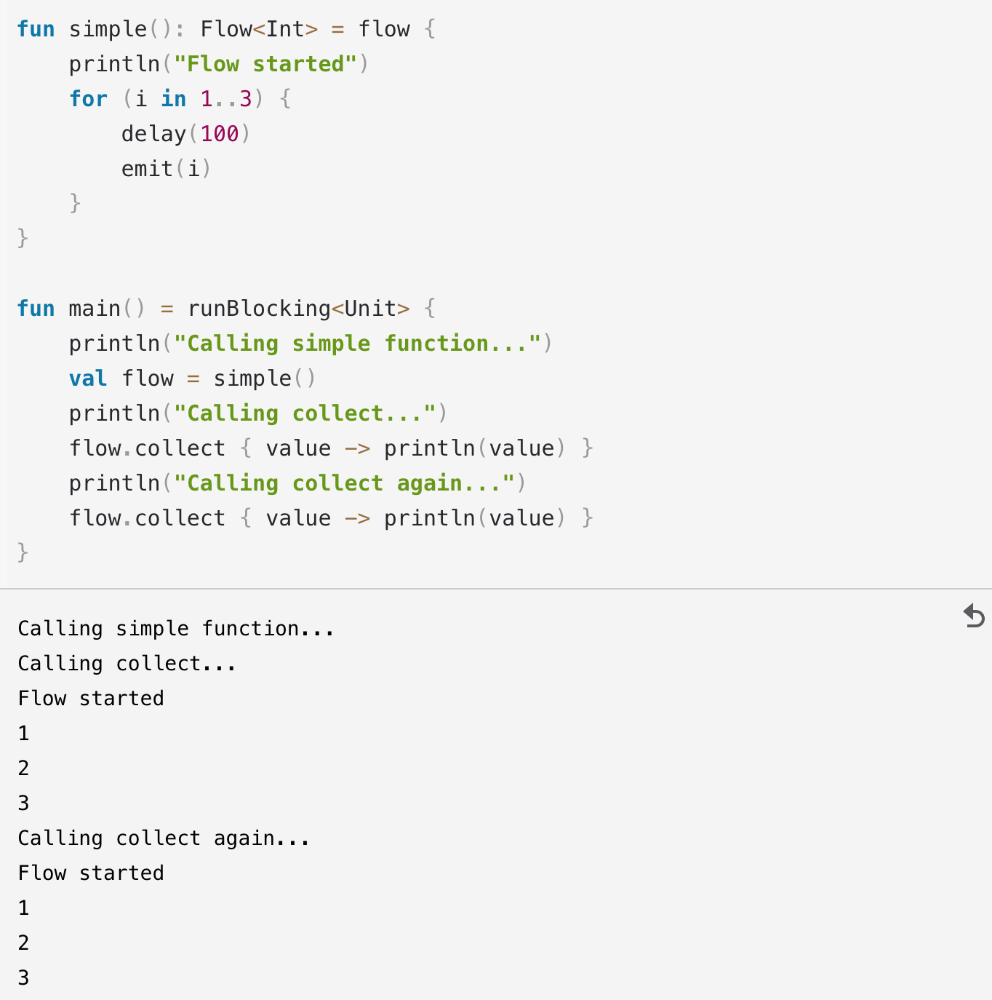 fun simple(): Flow<Int> = flow {
    println("Flow started")
    for (i in 1..3) {
        delay(100)
        emit(i)
    }
}

fun main() = runBlocking<Unit> {
    println("Calling simple function...")
    val flow = simple()
    println("Calling collect...")
    flow.collect { value -> println(value) }
    println("Calling collect again...")
    flow.collect { value -> println(value) }
}
Calling simple function...
Calling collect...
Flow started
1
2
3
Calling collect again...
Flow started
1
2
3